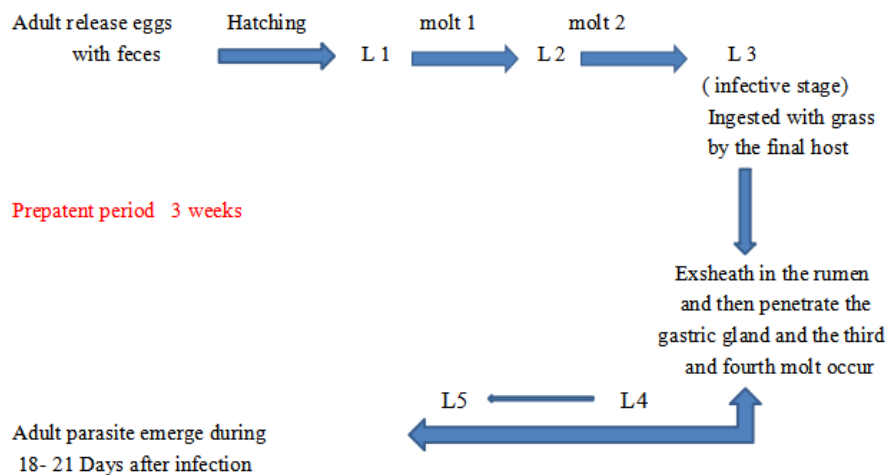 Adult release eggs
with feces
Hatching
L 1
molt 1
L 2
molt 2
L 3
( infective stage)
Ingested with grass
by the final host
Prepatent period 3 weeks
Exsheath in the rumen
and then penetrate the
gastric gland and the third
and fourth molt occur
L4
L5
Adult parasite emerge during
18- 21 Days after infection